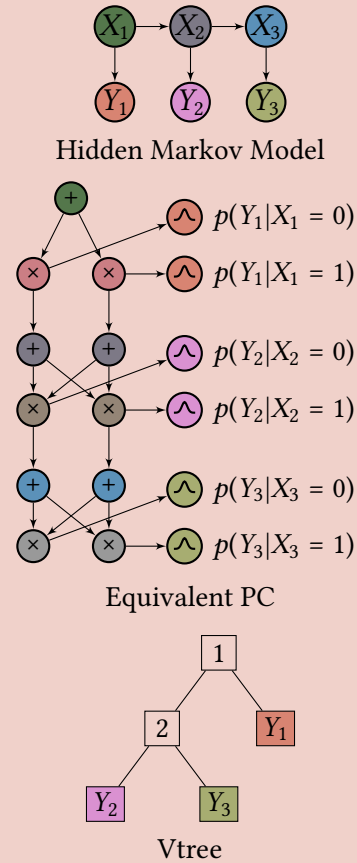 X₁ X₂ X₃
Y₁ Y₂ Y₃
Hidden Markov Model
+
p(Y₁|X₁ = 0)
× × p(Y₁|X₁ = 1)
+ + p(Y₂|X₂ = 0)
× × p(Y₂|X₂ = 1)
+ + p(Y₃|X₃ = 0)
× × p(Y₃|X₃ = 1)
Equivalent PC
1
2 Y₁
Y₂ Y₃
Vtree